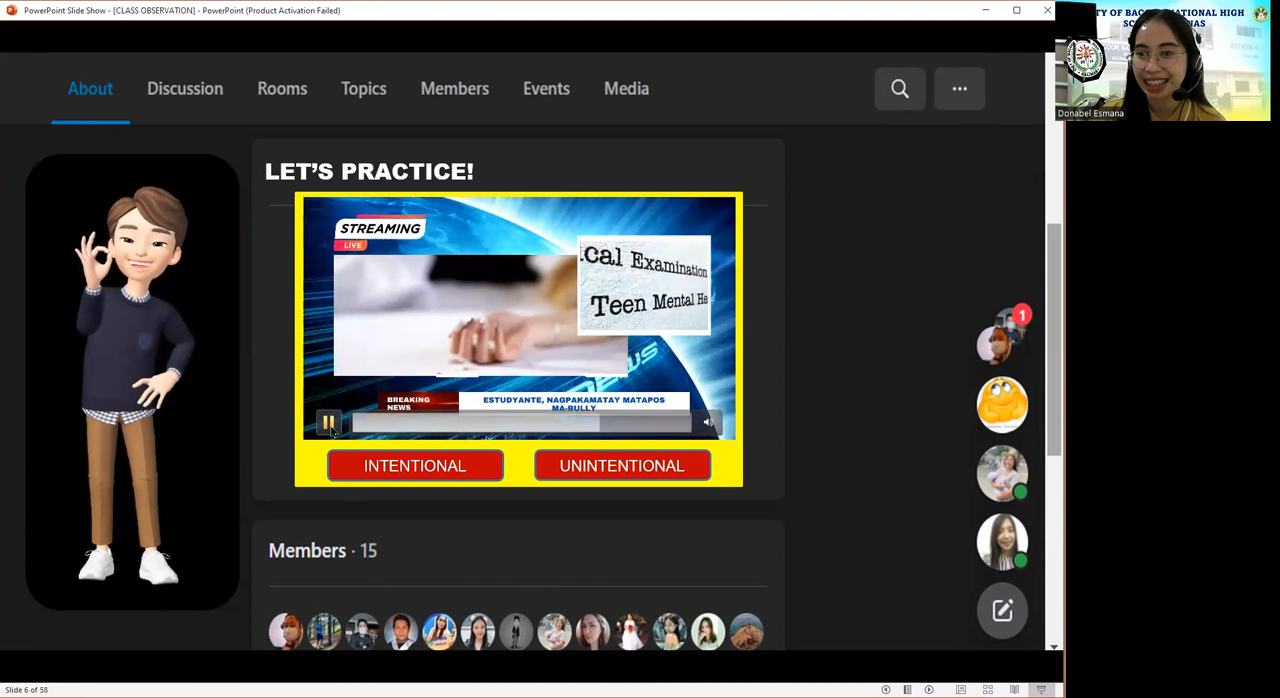 PowerPoint Slide Show - [CLASS OBSERVATION] - PowerPoint (Product Activation Failed)
About
Discussion
Rooms
Topics
Members
Events
Media
LET'S PRACTICE!
STREAMING
LIVE
cal Examination
Teen Mental He
BREAKING
NEWS
ESTUDYANTE, NAGPAKAMATAY MATAPOS
MA-BULLY
INTENTIONAL
UNINTENTIONAL
Members · 15
1
Donabel Esmana
Slide 6 of 58